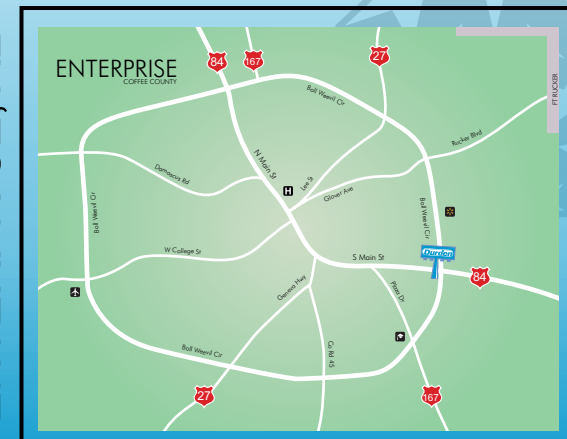 ENTERPRISE
COFFEE COUNTY
84
167
27
FT RUCKER
Boll Weevil Cir
Rucker Blvd
N Main St
Damascus Rd
H
Lee St
Glover Ave
Boll Weevil Cir
Boll Weevil Cir
W College St
S Main St
Durden
84
Geneva Hwy
Plaza Dr
Boll Weevil Cir
Co Rd 45
27
167